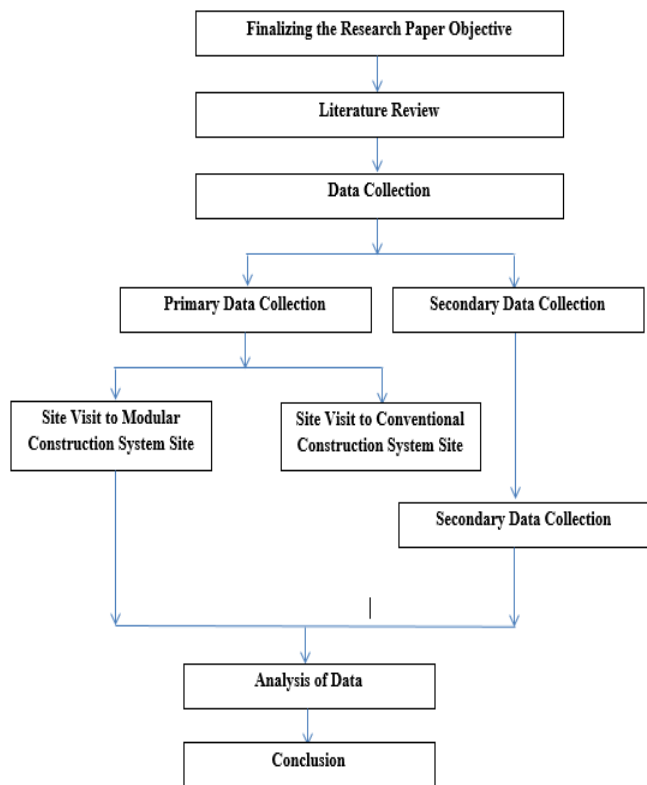 Finalizing the Research Paper Objective
Literature Review
Data Collection
Primary Data Collection
Secondary Data Collection
Site Visit to Modular
Construction System Site
Site Visit to Conventional
Construction System Site
Secondary Data Collection
Analysis of Data
Conclusion